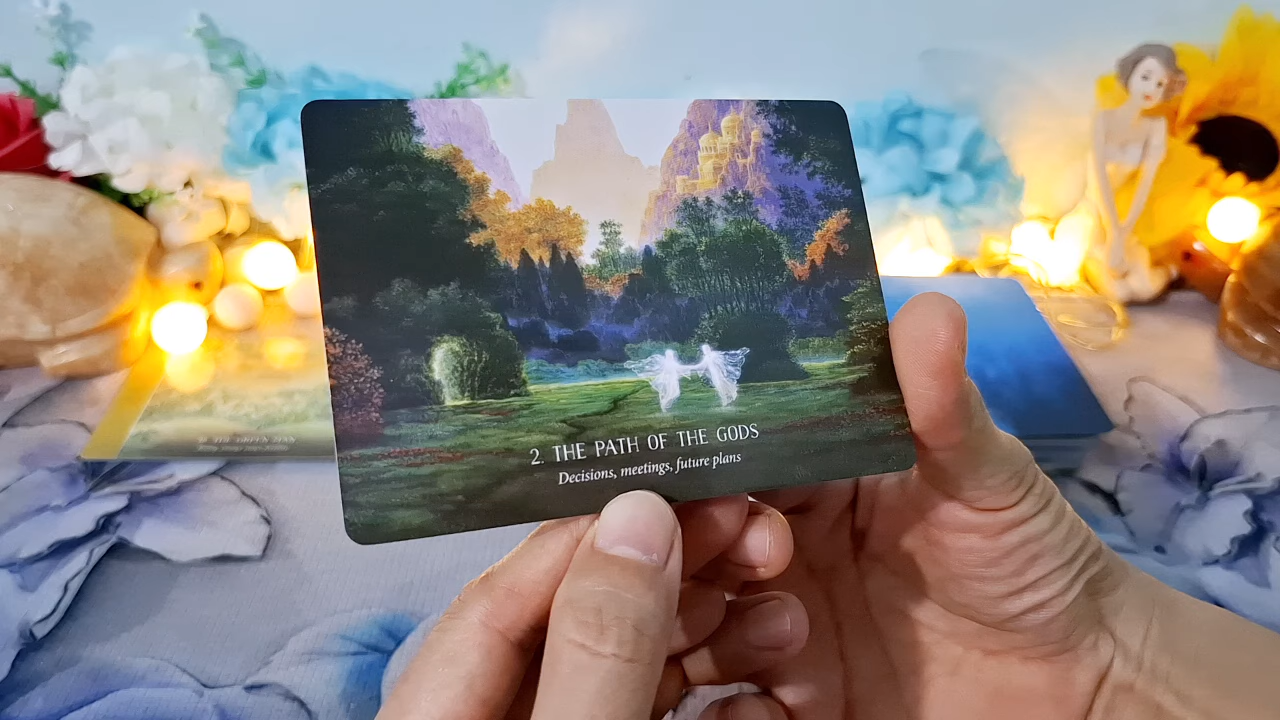 2. THE PATH OF THE GODS
Decisions, meetings, future plans